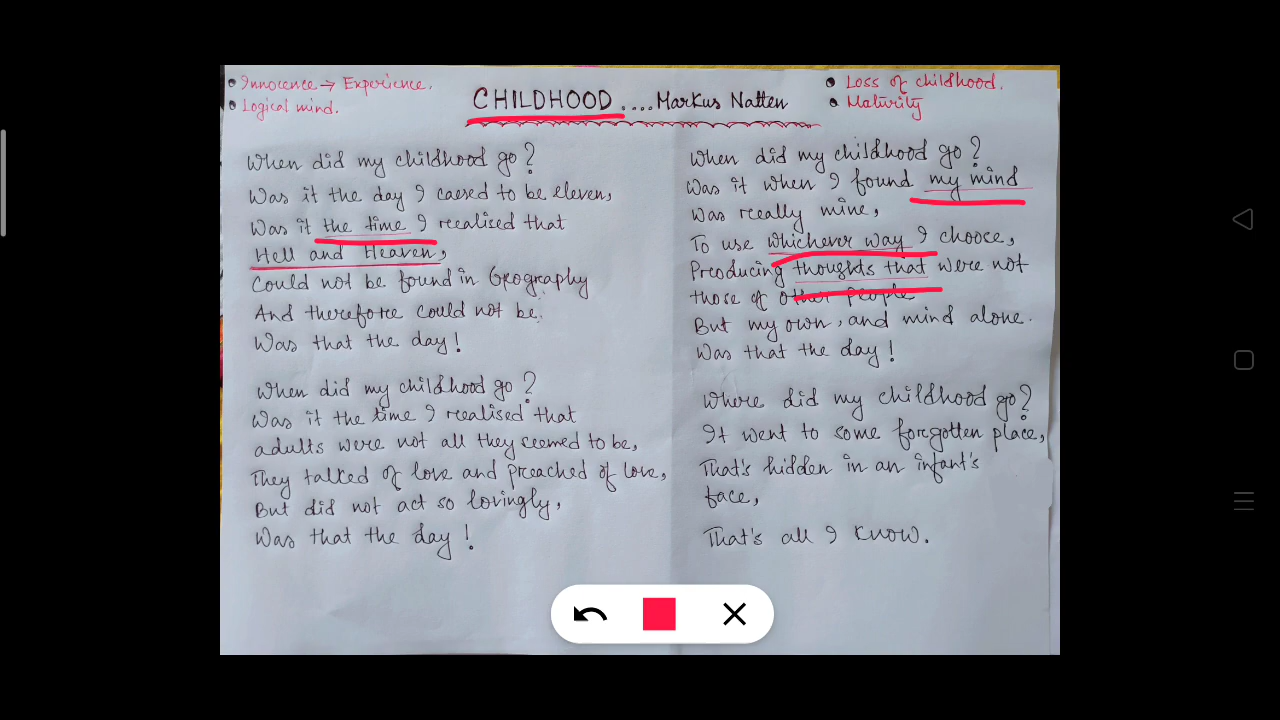 • Innocence → Experience.
• Logical mind.
CHILDHOOD .... Markus Natten
• Loss of childhood.
• Maturity
When did my childhood go?
Was it the day I ceased to be eleven,
Was it the time I realised that
Hell and Heaven,
Could not be found in Geography
And therefore could not be.
Was that the day!
When did my childhood go?
Was it the time I realised that
adults were not all they seemed to be,
They talked of love and preached of love,
But did not act so lovingly,
Was that the day!
When did my childhood go?
Was it when I found my mind
was really mine,
To use whichever way I choose,
Producing thoughts that were not
those of other people
But my own, and mind alone.
Was that the day!
Where did my childhood go?
It went to some forgotten place,
That's hidden in an infant's
face,
That's all I know.